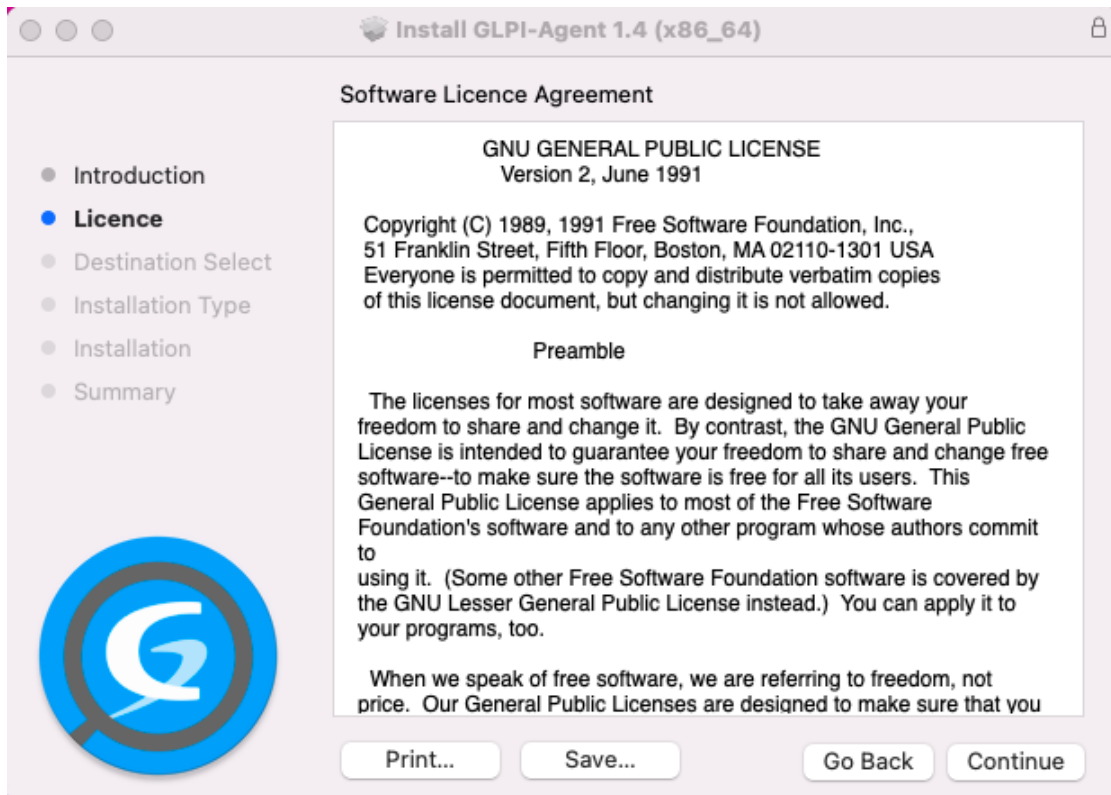 Install GLPI-Agent 1.4 (x86_64)
Software Licence Agreement
Introduction
Licence
Destination Select
Installation Type
Installation
Summary
GNU GENERAL PUBLIC LICENSE
Version 2, June 1991
Copyright (C) 1989, 1991 Free Software Foundation, Inc.,
51 Franklin Street, Fifth Floor, Boston, MA 02110-1301 USA
Everyone is permitted to copy and distribute verbatim copies
of this license document, but changing it is not allowed.
Preamble
The licenses for most software are designed to take away your
freedom to share and change it.  By contrast, the GNU General Public
License is intended to guarantee your freedom to share and change free
software--to make sure the software is free for all its users.  This
General Public License applies to most of the Free Software
Foundation's software and to any other program whose authors commit
to
using it.  (Some other Free Software Foundation software is covered by
the GNU Lesser General Public License instead.)  You can apply it to
your programs, too.
When we speak of free software, we are referring to freedom, not
price.  Our General Public Licenses are designed to make sure that you
Print...
Save...
Go Back
Continue